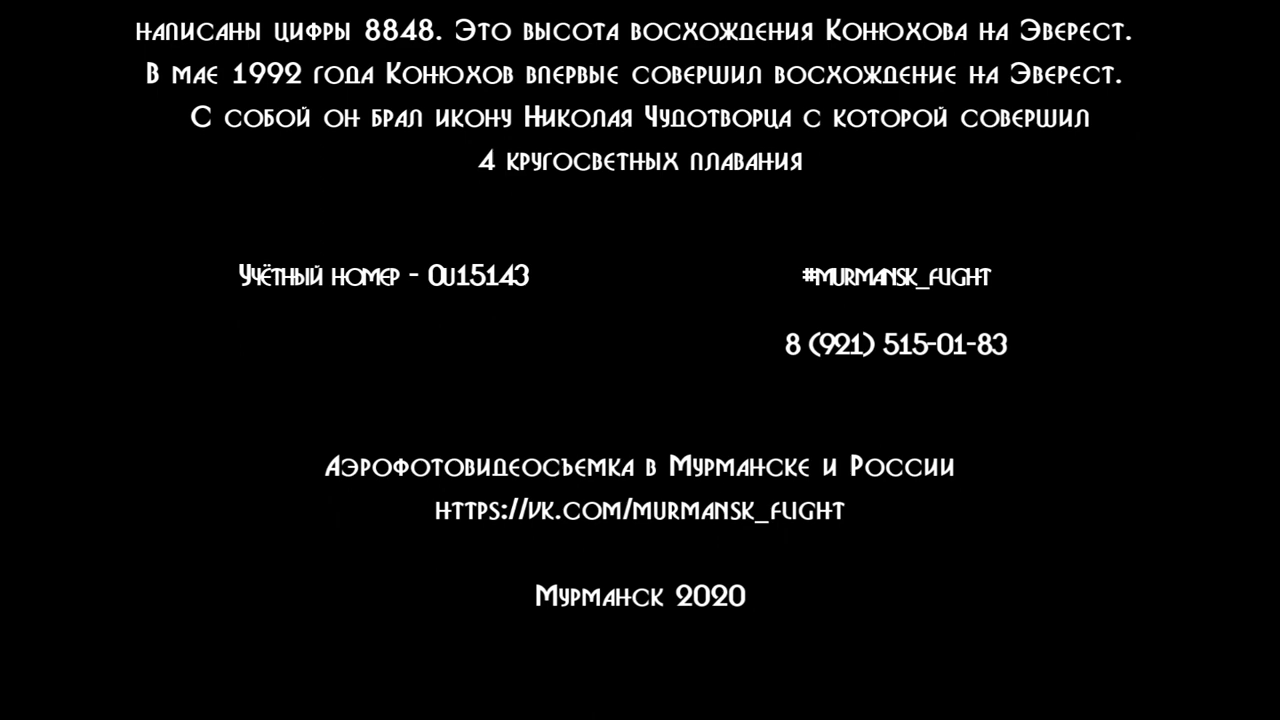 написаны цифры 8848. Это высота восхождения Конюхова на Эверест.
В мае 1992 года Конюхов впервые совершил восхождение на Эверест.
С собой он брал икону Николая Чудотворца с которой совершил
4 кругосветных плавания
Учётный номер - 0u15143
#murmansk_flight
8 (921) 515-01-83
Аэрофотовидеосъемка в Мурманске и России
https://vk.com/murmansk_flight
Мурманск 2020